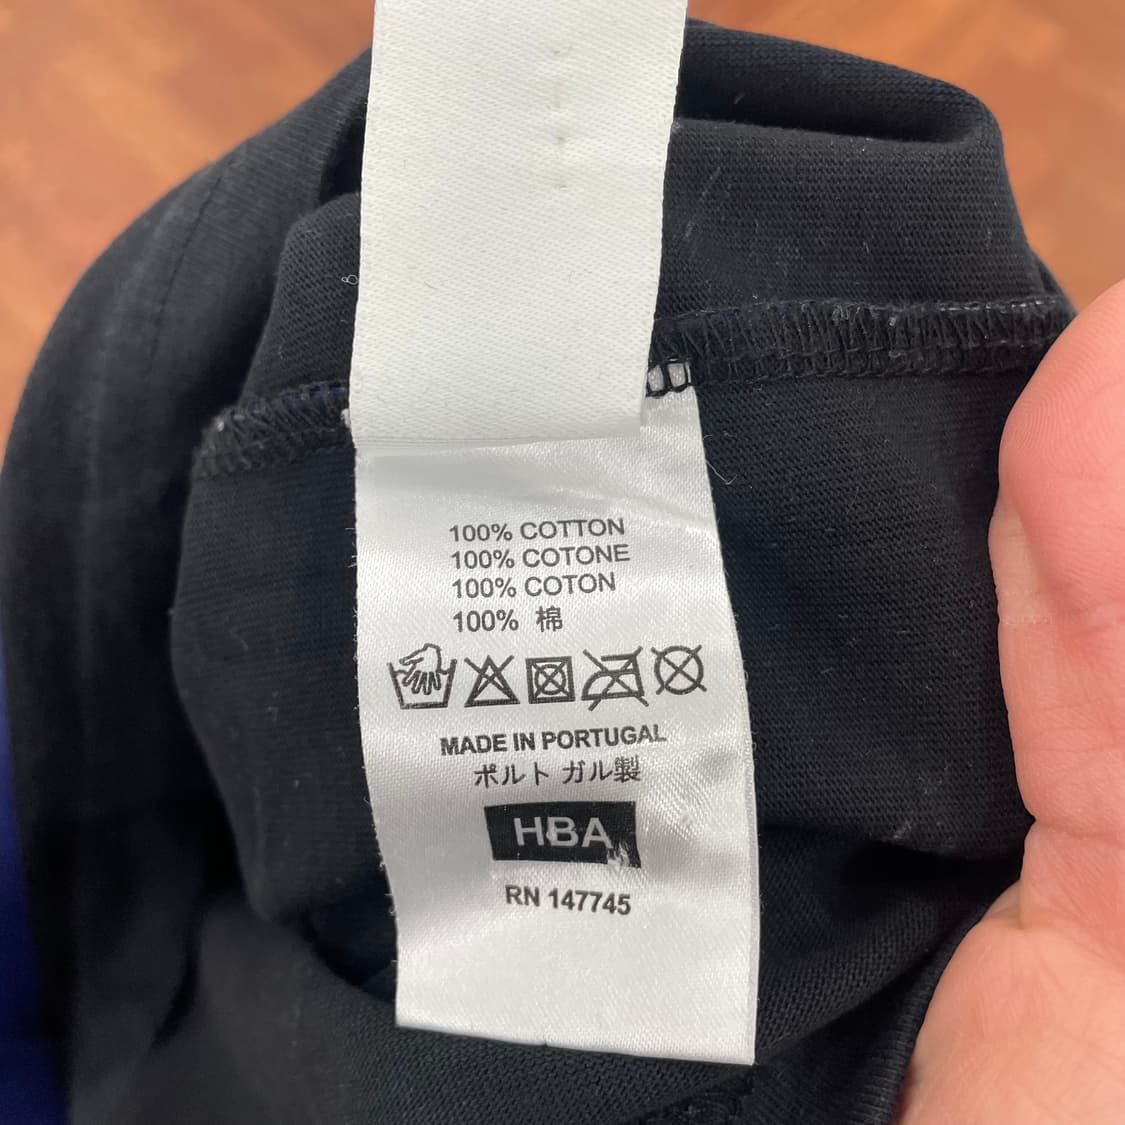 100% COTTON
100% COTONE
100% COTON
100% 棉
MADE IN PORTUGAL
ポルト ガル製
HBA
RN 147745